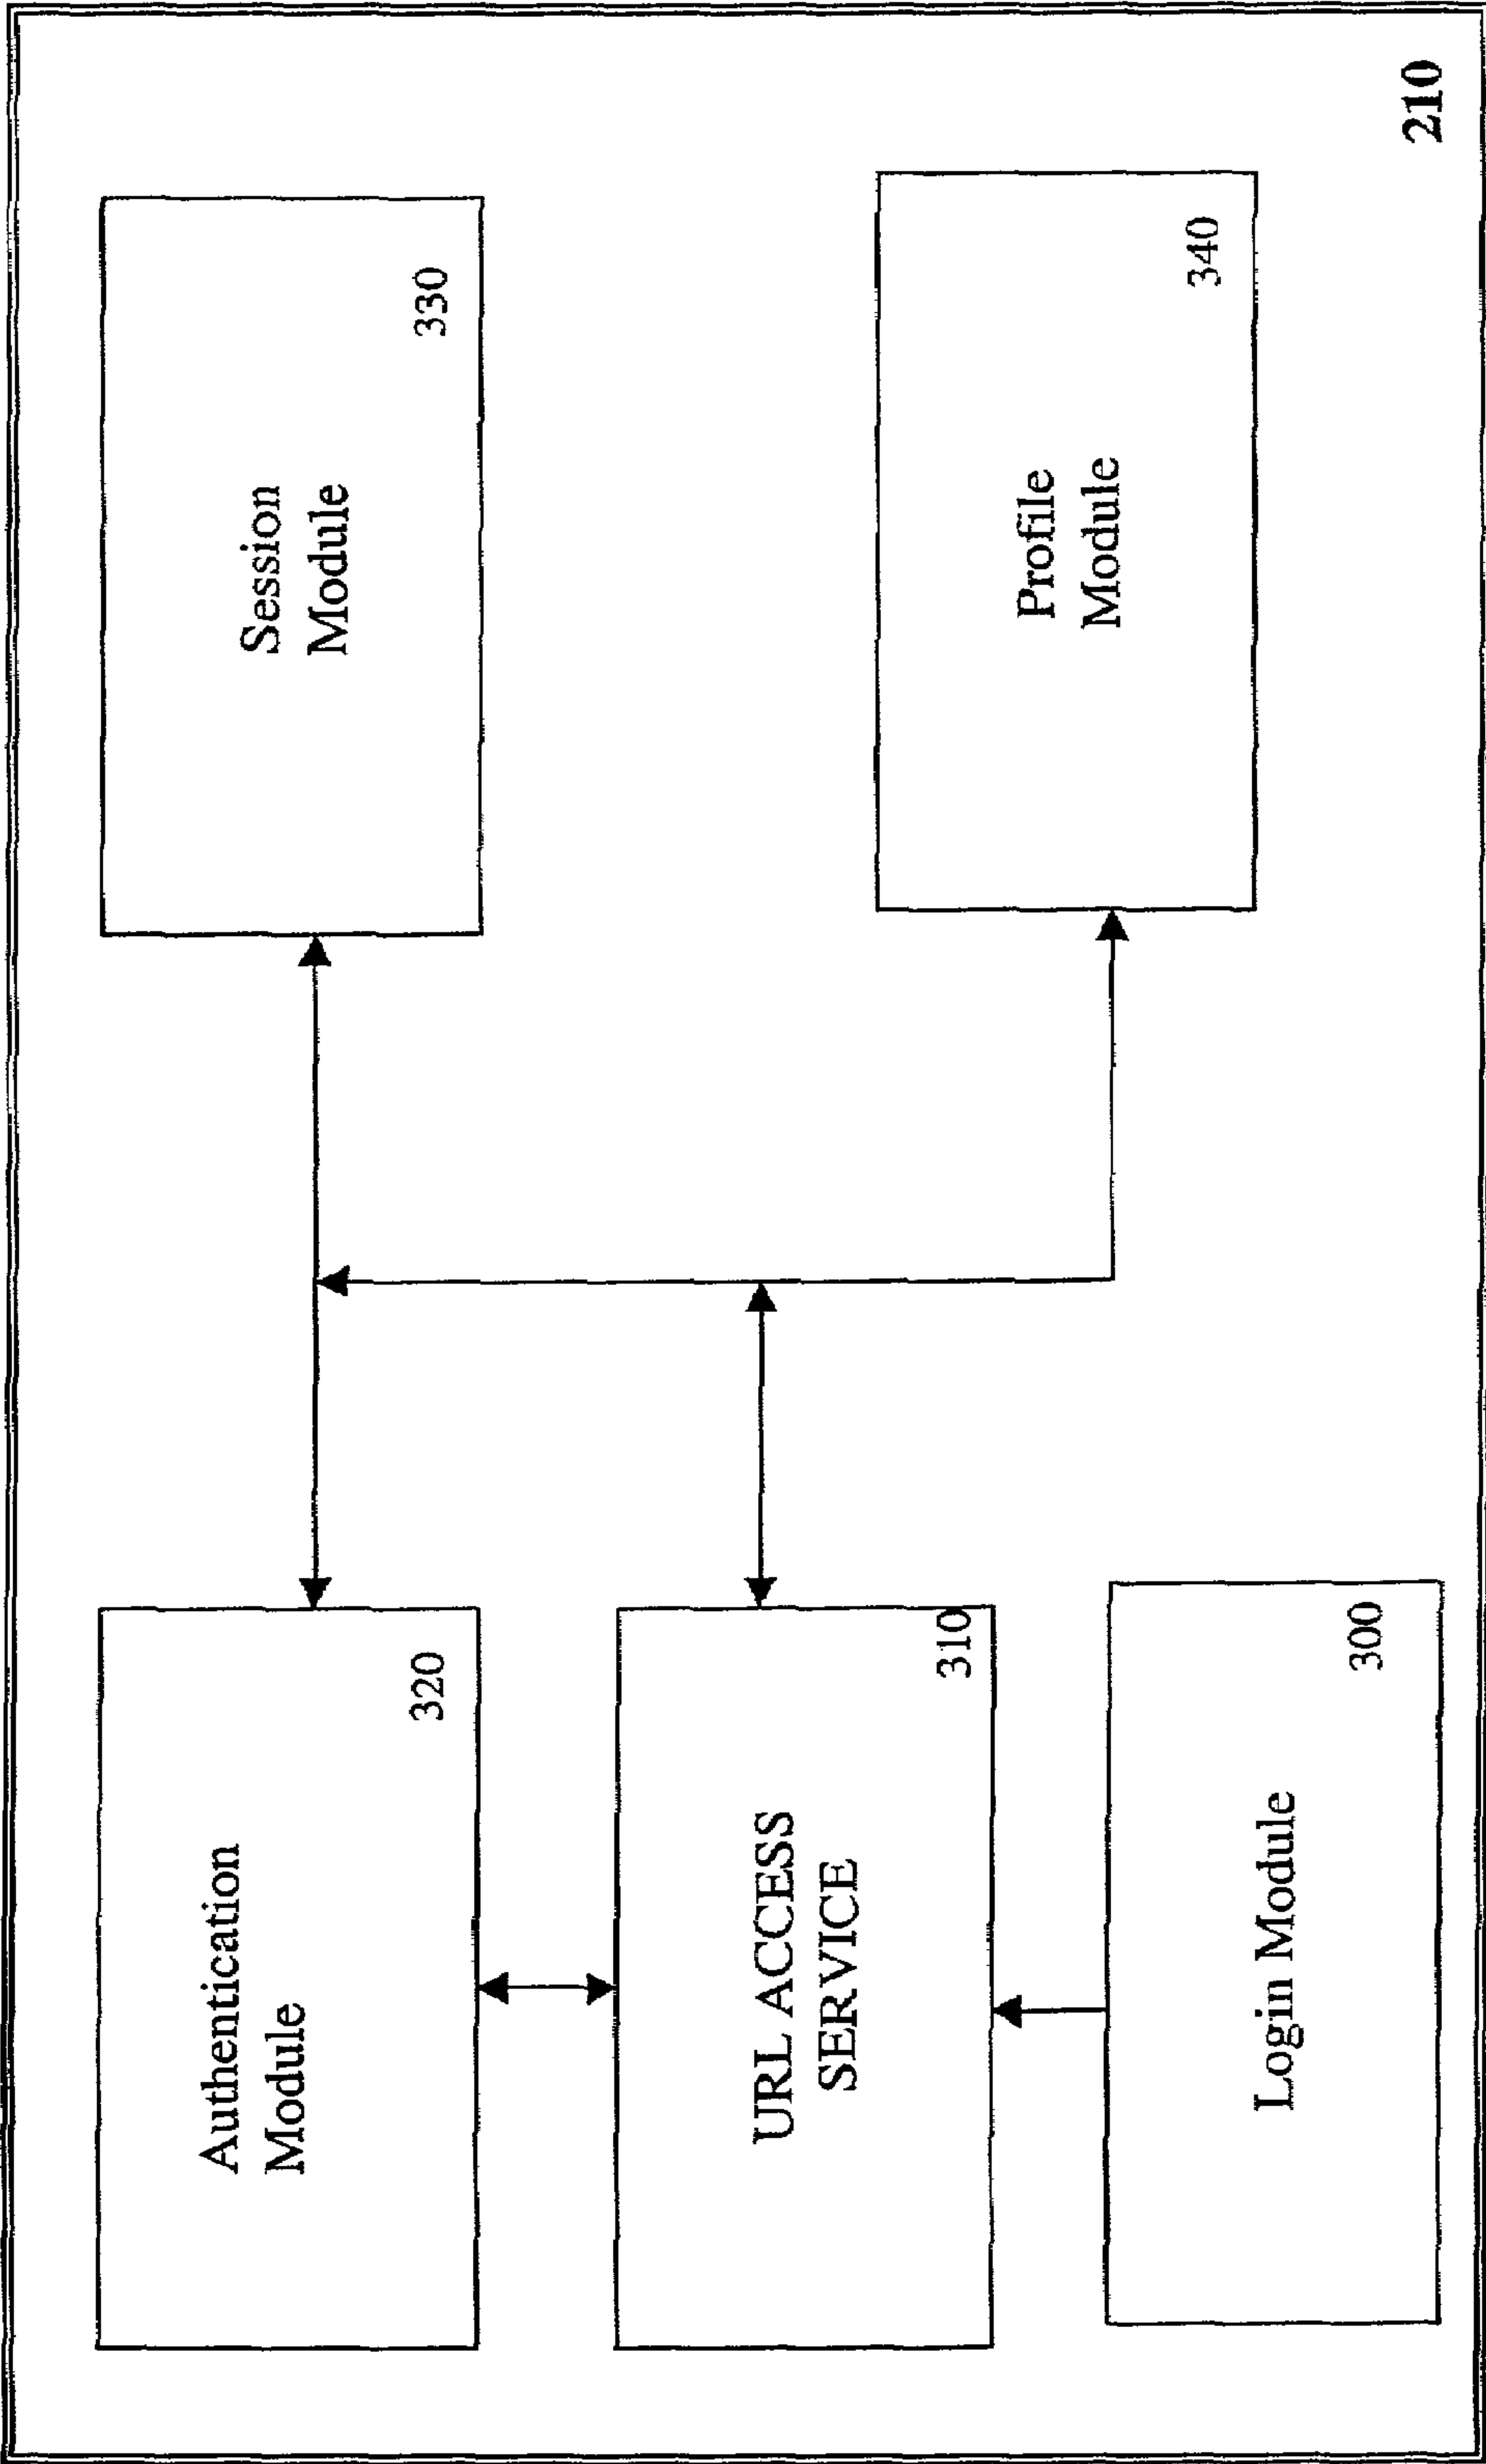 Authentication
Module
320
Session
Module
330
URL ACCESS
SERVICE
310
Profile
Module
340
Login Module
300
210